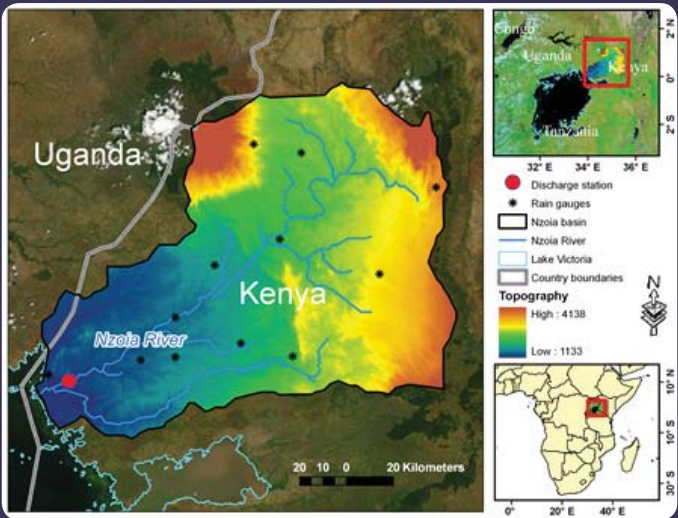 Uganda
Kenya
Nzoia River
20 10 0 20 Kilometers
Congo
Uganda
Kenya
Tanzania
2°N
0°
2°S
32° E 34° E 36° E
Discharge station
Rain gauges
Nzoia basin
Nzoia River
Lake Victoria
Country boundaries
Topography
High : 4138
Low : 1133
N
10°N
10°S
30°S
0° 20° E 40° E